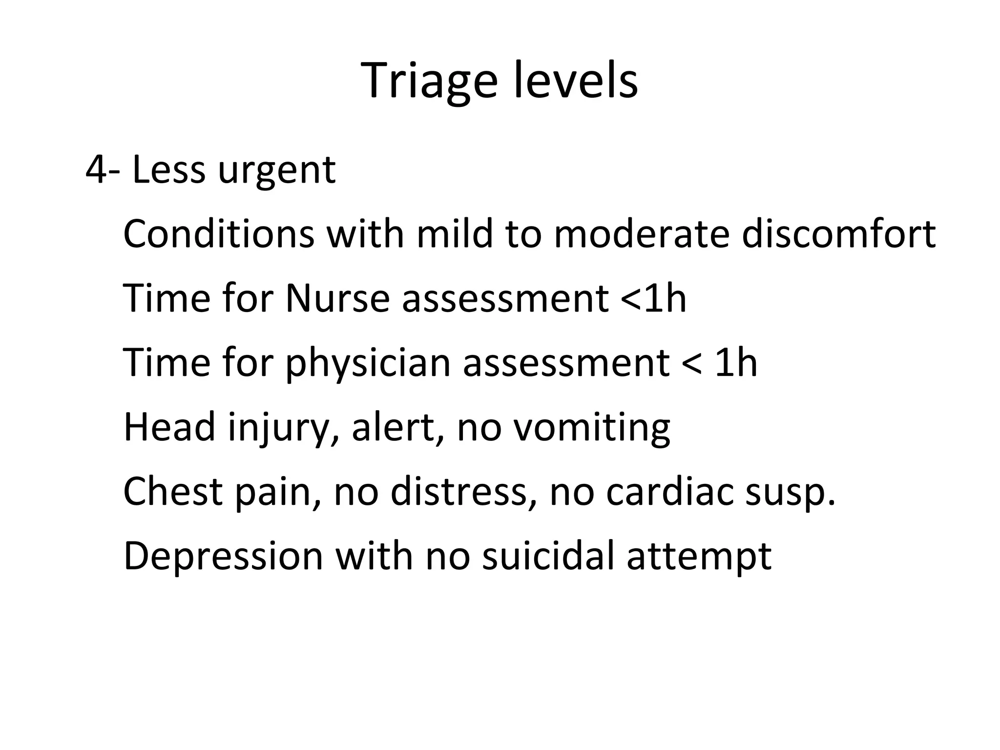 Triage levels
4- Less urgent
Conditions with mild to moderate discomfort
Time for Nurse assessment <1h
Time for physician assessment < 1h
Head injury, alert, no vomiting
Chest pain, no distress, no cardiac susp.
Depression with no suicidal attempt